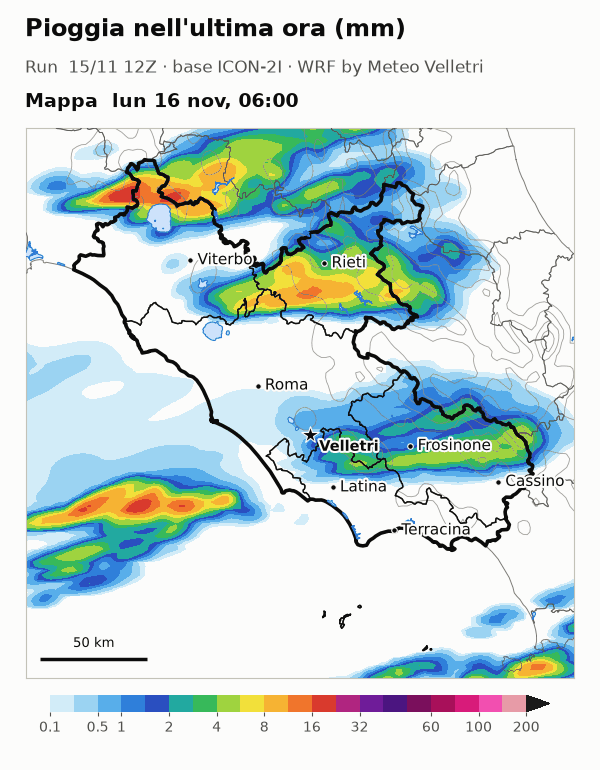 Pioggia nell'ultima ora (mm)
Run  15/11 12Z · base ICON-2I · WRF by Meteo Velletri
Mappa  lun 16 nov, 06:00
Viterbo
Rieti
Roma
Velletri
Frosinone
Latina
Cassino
Terracina
50 km
0.1 0.5 1 2 4 8 16 32 60 100 200